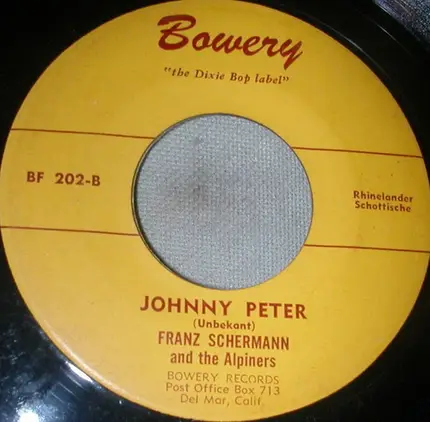 Bowery
"the Dixie Bop label"
BF 202-B
Rhinelander
Schottische
JOHNNY PETER
(Unbekant)
FRANZ SCHERMANN
and the Alpiners
BOWERY RECORDS
Post Office Box 713
Del Mar, Calif.